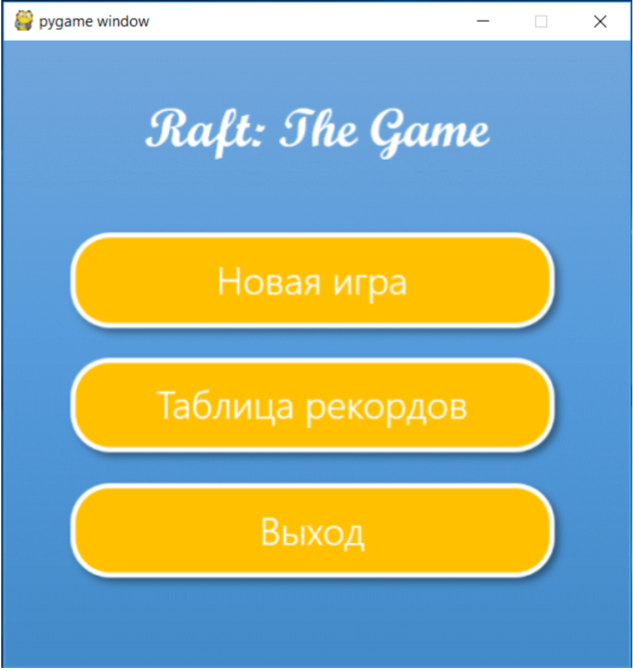 pygame window
Raft: The Game
Новая игра
Таблица рекордов
Выход